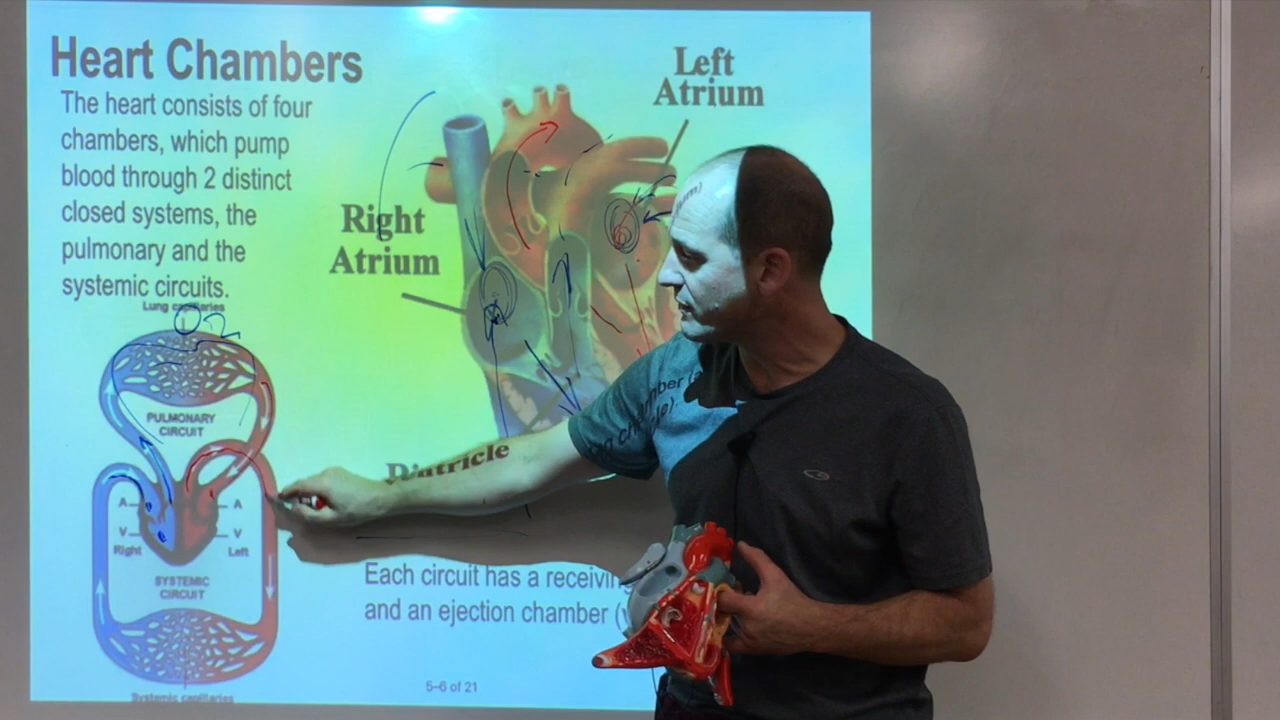 Heart Chambers
The heart consists of four
chambers, which pump
blood through 2 distinct
closed systems, the
pulmonary and the
systemic circuits.
Left
Atrium
Right
Atrium
Lung capillaries
O2
PULMONARY
CIRCUIT
A
A
V
V
Right
Left
SYSTEMIC
CIRCUIT
Systemic capillaries
Each circuit has a receiving
and an ejection chamber (v
5–6 of 21